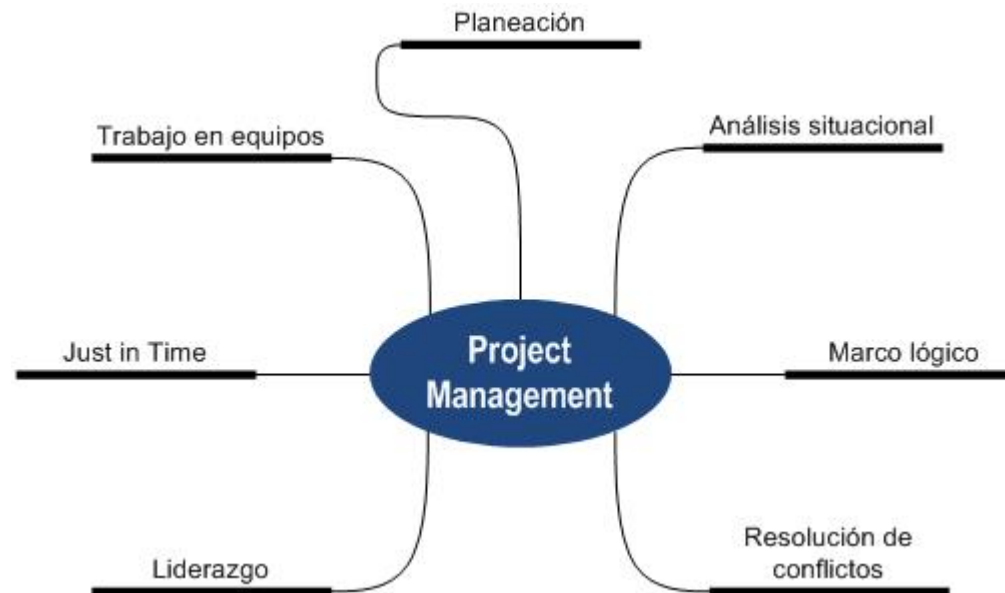 Planeación
Trabajo en equipos
Análisis situacional
Just in Time
Project
Management
Marco lógico
Liderazgo
Resolución de
conflictos